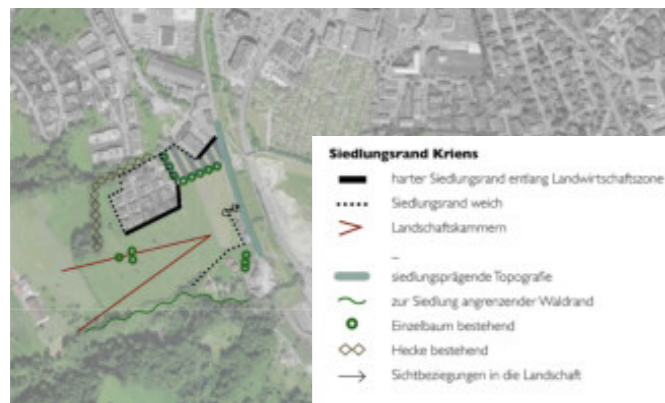 Siedlungsrand Kriens
harter Siedlungsrand entlang Landwirtschaftszone
Siedlungsrand weich
Landschaftskammern
–
siedlungsprägende Topografie
zur Siedlung angrenzender Waldrand
Einzelbaum bestehend
Hecke bestehend
Sichtbeziehungen in die Landschaft